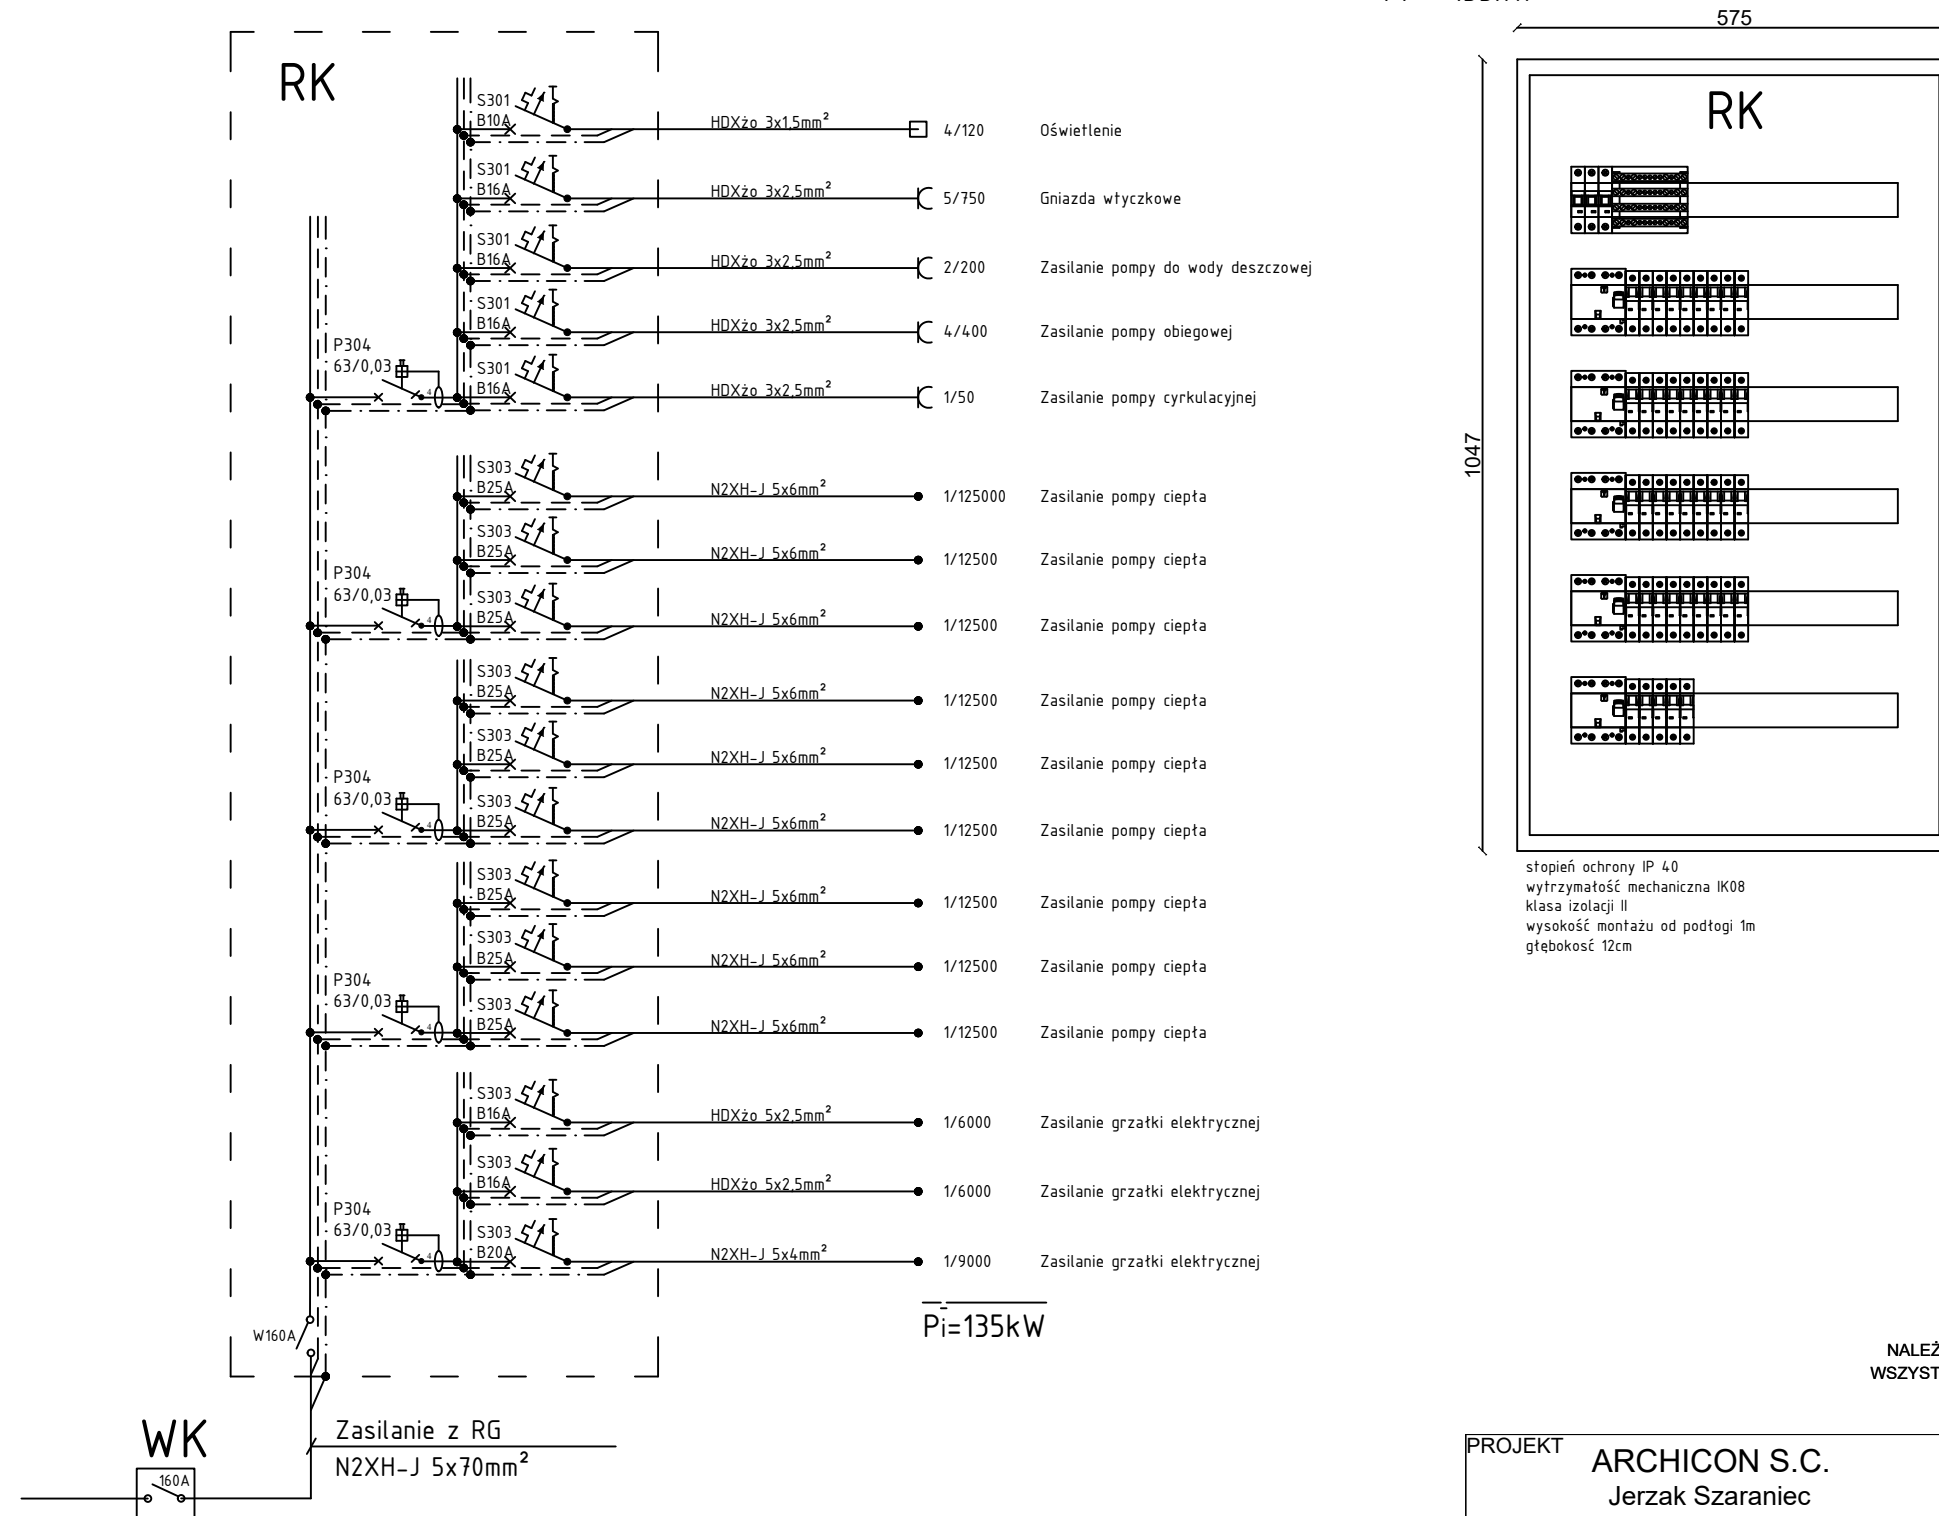 RK
S301
B10A
HDXżo 3x1,5mm²
4/120
Oświetlenie
S301
B16A
HDXżo 3x2,5mm²
5/750
Gniazda wtyczkowe
S301
B16A
HDXżo 3x2,5mm²
2/200
Zasilanie pompy do wody deszczowej
S301
B16A
HDXżo 3x2,5mm²
4/400
Zasilanie pompy obiegowej
P304
63/0,03
4
S301
B16A
HDXżo 3x2,5mm²
1/50
Zasilanie pompy cyrkulacyjnej
S303
B25A
N2XH-J 5x6mm²
1/125000
Zasilanie pompy ciepła
S303
B25A
N2XH-J 5x6mm²
1/12500
Zasilanie pompy ciepła
P304
63/0,03
4
S303
B25A
N2XH-J 5x6mm²
1/12500
Zasilanie pompy ciepła
S303
B25A
N2XH-J 5x6mm²
1/12500
Zasilanie pompy ciepła
S303
B25A
N2XH-J 5x6mm²
1/12500
Zasilanie pompy ciepła
P304
63/0,03
4
S303
B25A
N2XH-J 5x6mm²
1/12500
Zasilanie pompy ciepła
S303
B25A
N2XH-J 5x6mm²
1/12500
Zasilanie pompy ciepła
S303
B25A
N2XH-J 5x6mm²
1/12500
Zasilanie pompy ciepła
P304
63/0,03
4
S303
B25A
N2XH-J 5x6mm²
1/12500
Zasilanie pompy ciepła
S303
B16A
HDXżo 5x2,5mm²
1/6000
Zasilanie grzałki elektrycznej
S303
B16A
HDXżo 5x2,5mm²
1/6000
Zasilanie grzałki elektrycznej
P304
63/0,03
4
S303
B20A
N2XH-J 5x4mm²
1/9000
Zasilanie grzałki elektrycznej
Pi=135kW
W160A
Zasilanie z RG
N2XH-J 5x70mm²
WK
160A
575
1047
RK
stopień ochrony IP 40
wytrzymałość mechaniczna IK08
klasa izolacji II
wysokość montażu od podłogi 1m
głębokosć 12cm
NALEŻ
WSZYST
PROJEKT
ARCHICON S.C.
Jerzak Szaraniec